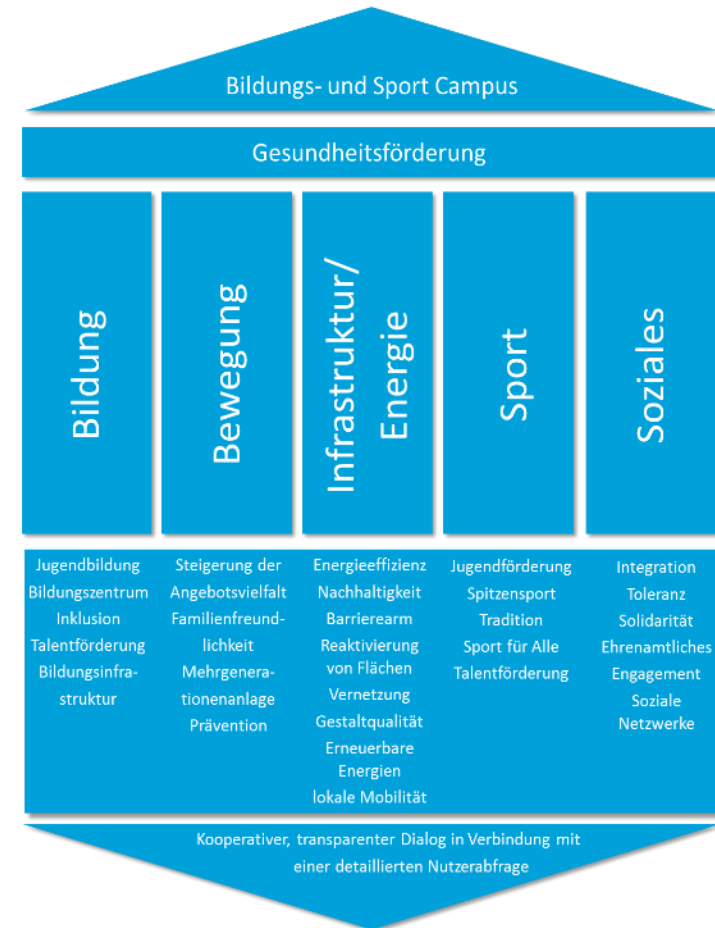 Bildungs- und Sport Campus
Gesundheitsförderung
Bildung
Bewegung
Infrastruktur/
Energie
Sport
Soziales
Jugendbildung
Bildungszentrum
Inklusion
Talentförderung
Bildungsinfra-
struktur
Steigerung der
Angebotsvielfalt
Familienfreund-
lichkeit
Mehrgenera-
tionenanlage
Prävention
Energieeffizienz
Nachhaltigkeit
Barrierearm
Reaktivierung
von Flächen
Vernetzung
Gestaltqualität
Erneuerbare
Energien
lokale Mobilität
Jugendförderung
Spitzensport
Tradition
Sport für Alle
Talentförderung
Integration
Toleranz
Solidarität
Ehrenamtliches
Engagement
Soziale
Netzwerke
Kooperativer, transparenter Dialog in Verbindung mit
einer detaillierten Nutzerabfrage